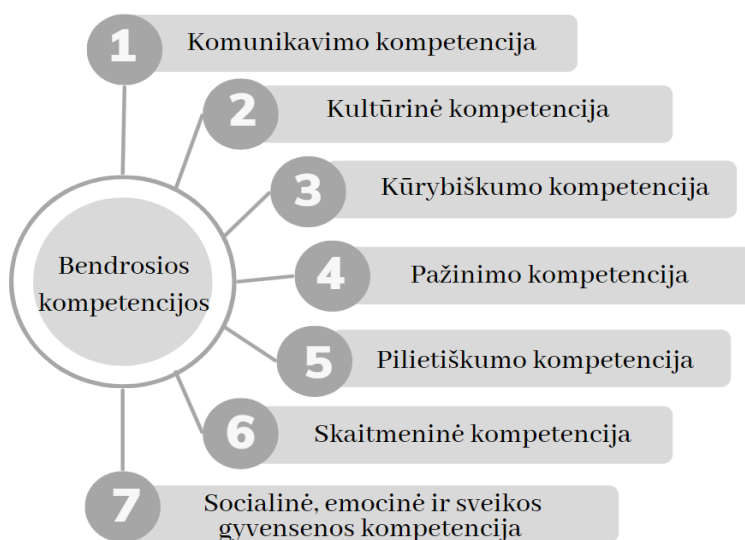 1 Komunikavimo kompetencija
2 Kultūrinė kompetencija
3 Kūrybiškumo kompetencija
Bendrosios
kompetencijos
4 Pažinimo kompetencija
5 Pilietiškumo kompetencija
6 Skaitmeninė kompetencija
7 Socialinė, emocinė ir sveikos
gyvensenos kompetencija